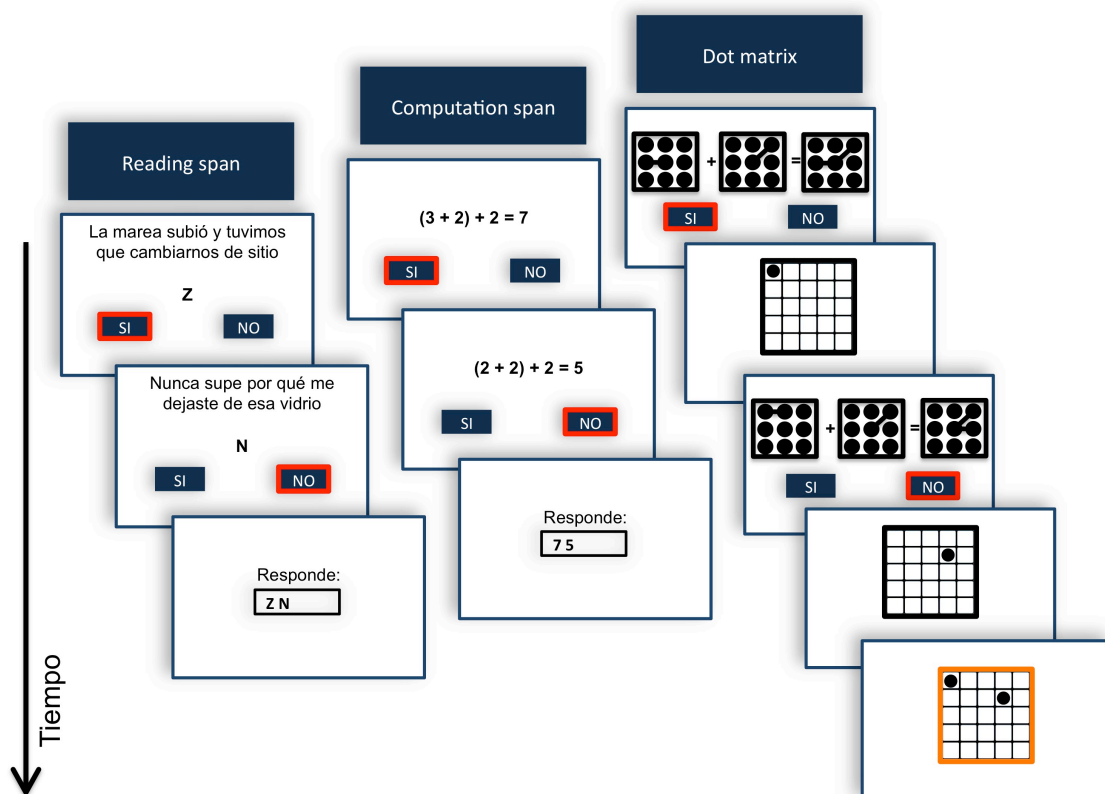 Reading span
La marea subió y tuvimos
que cambiarnos de sitio
Z
SI NO
Nunca supe por qué me
dejaste de esa vidrio
N
SI NO
Responde:
Z N
Computation span
(3 + 2) + 2 = 7
SI NO
(2 + 2) + 2 = 5
SI NO
Responde:
7 5
Dot matrix
+ =
SI NO
+ =
SI NO
Tiempo